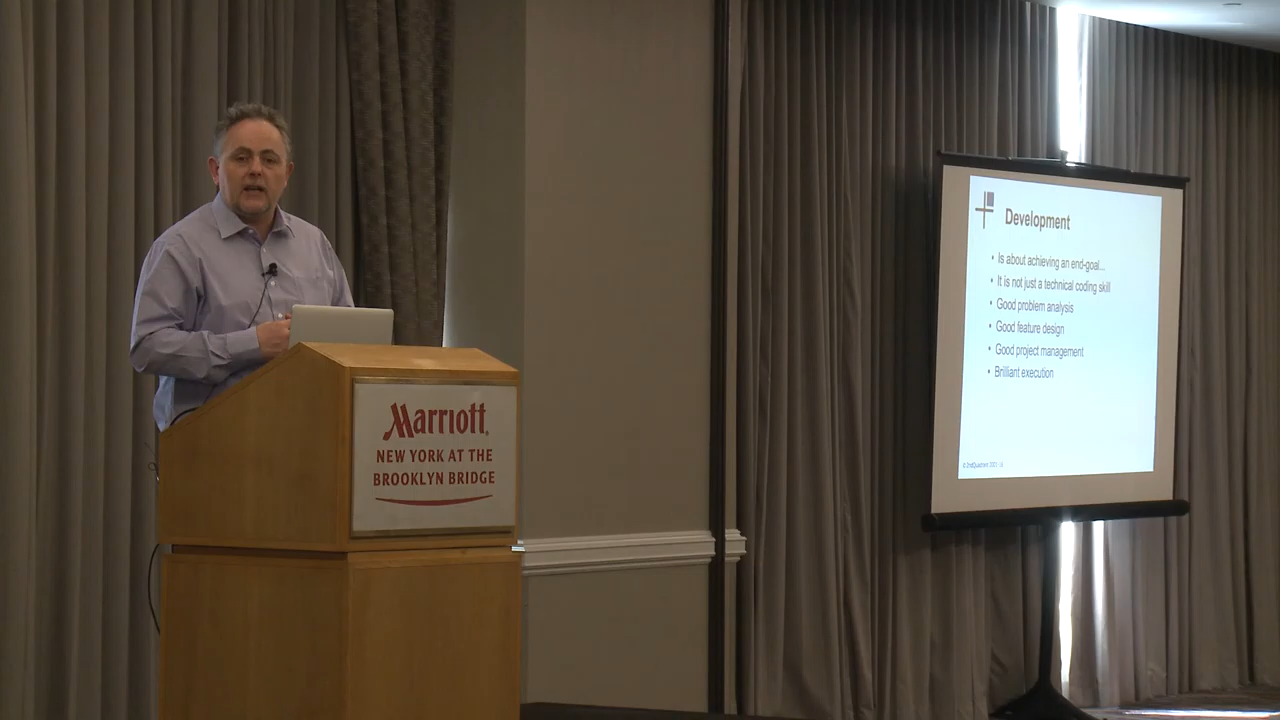 Marriott
NEW YORK AT THE
BROOKLYN BRIDGE
Development
• Is about achieving an end-goal...
• It is not just a technical coding skill
• Good problem analysis
• Good feature design
• Good project management
• Brilliant execution
© 2ndQuadrant